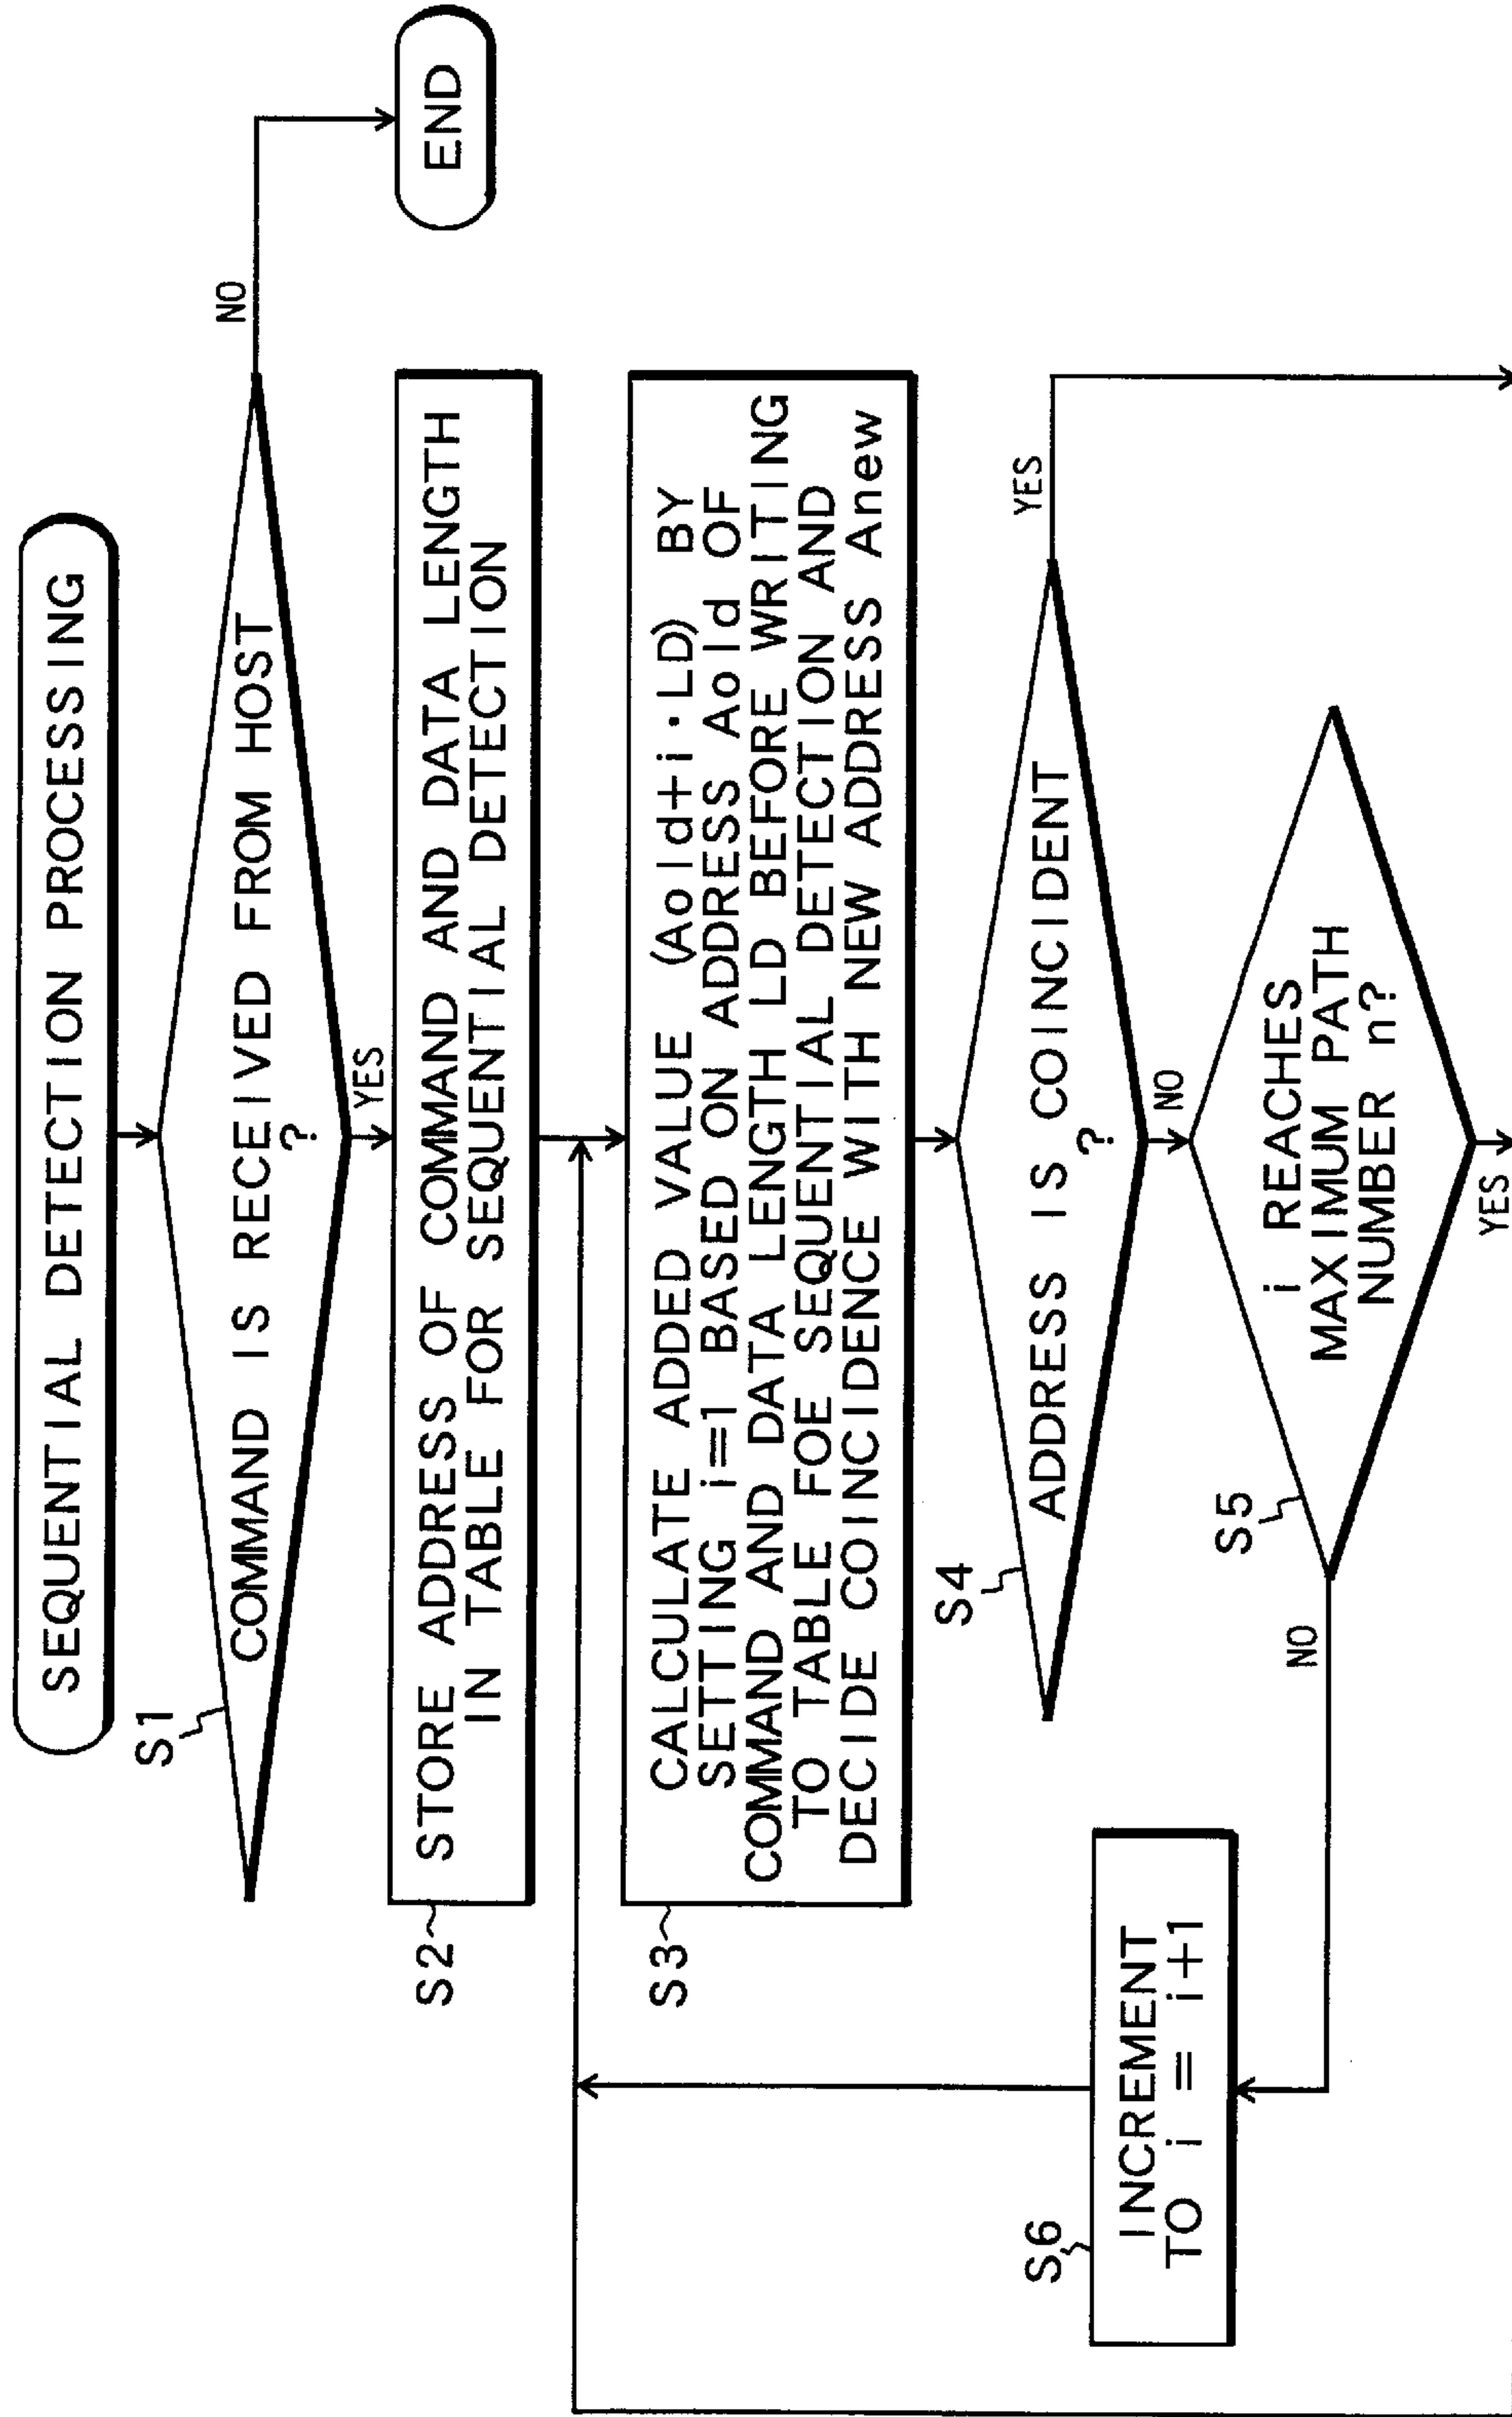 SEQUENTIAL DETECTION PROCESSING
S1
COMMAND IS RECEIVED FROM HOST
?
NO
END
YES
S2
STORE ADDRESS OF COMMAND AND DATA LENGTH
IN TABLE FOR SEQUENTIAL DETECTION
S3
CALCULATE ADDED VALUE (Aold+i·LD) BY
SETTING i=1 BASED ON ADDRESS Aold OF
COMMAND AND DATA LENGTH LD BEFORE WRITING
TO TABLE FOE SEQUENTIAL DETECTION AND
DECIDE COINCIDENCE WITH NEW ADDRESS Anew
S4
ADDRESS IS COINCIDENT
?
YES
NO
S5
i REACHES
MAXIMUM PATH
NUMBER n?
NO
YES
S6
INCREMENT
TO i = i+1